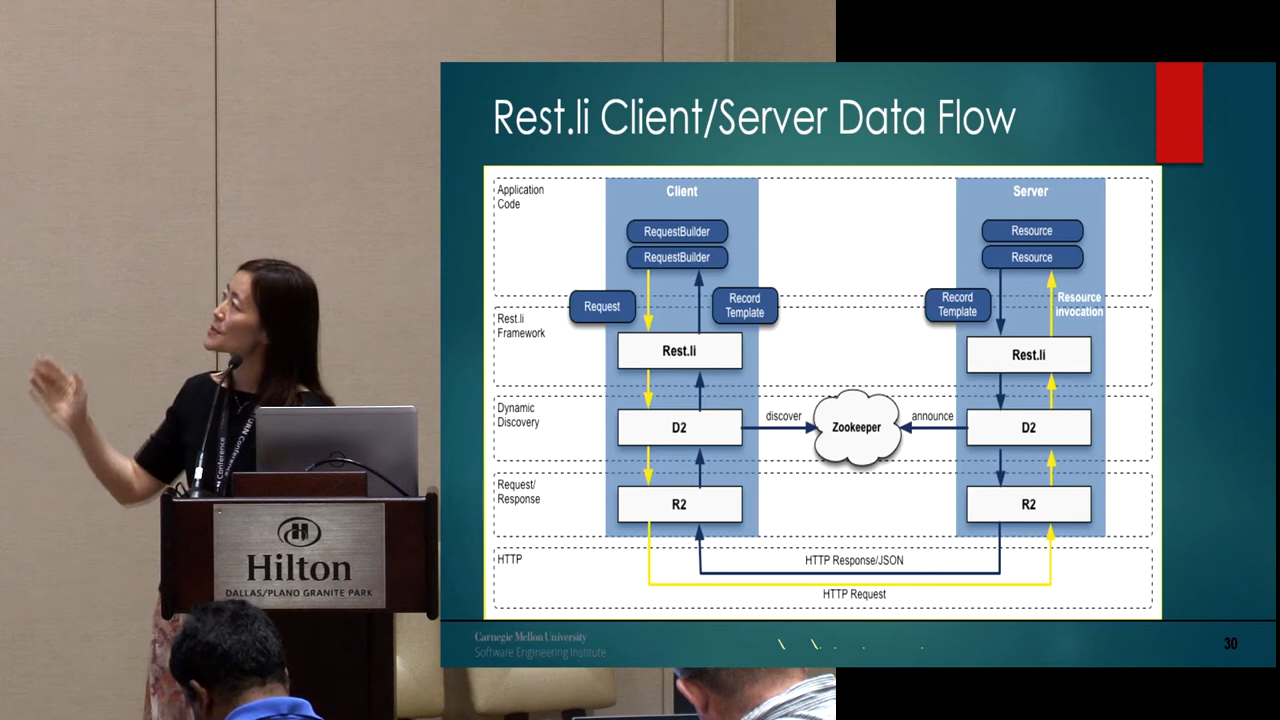 Rest.li Client/Server Data Flow
Application
Code
Client
Server
RequestBuilder
RequestBuilder
Resource
Resource
Request
Record
Template
Record
Template
Resource
invocation
Rest.li
Framework
Rest.li
Rest.li
Dynamic
Discovery
D2
discover
Zookeeper
announce
D2
Request/
Response
R2
R2
HTTP
HTTP Response/JSON
HTTP Request
Carnegie Mellon University
Software Engineering Institute
30
Conference
URN Conference
Hilton
DALLAS/PLANO GRANITE PARK